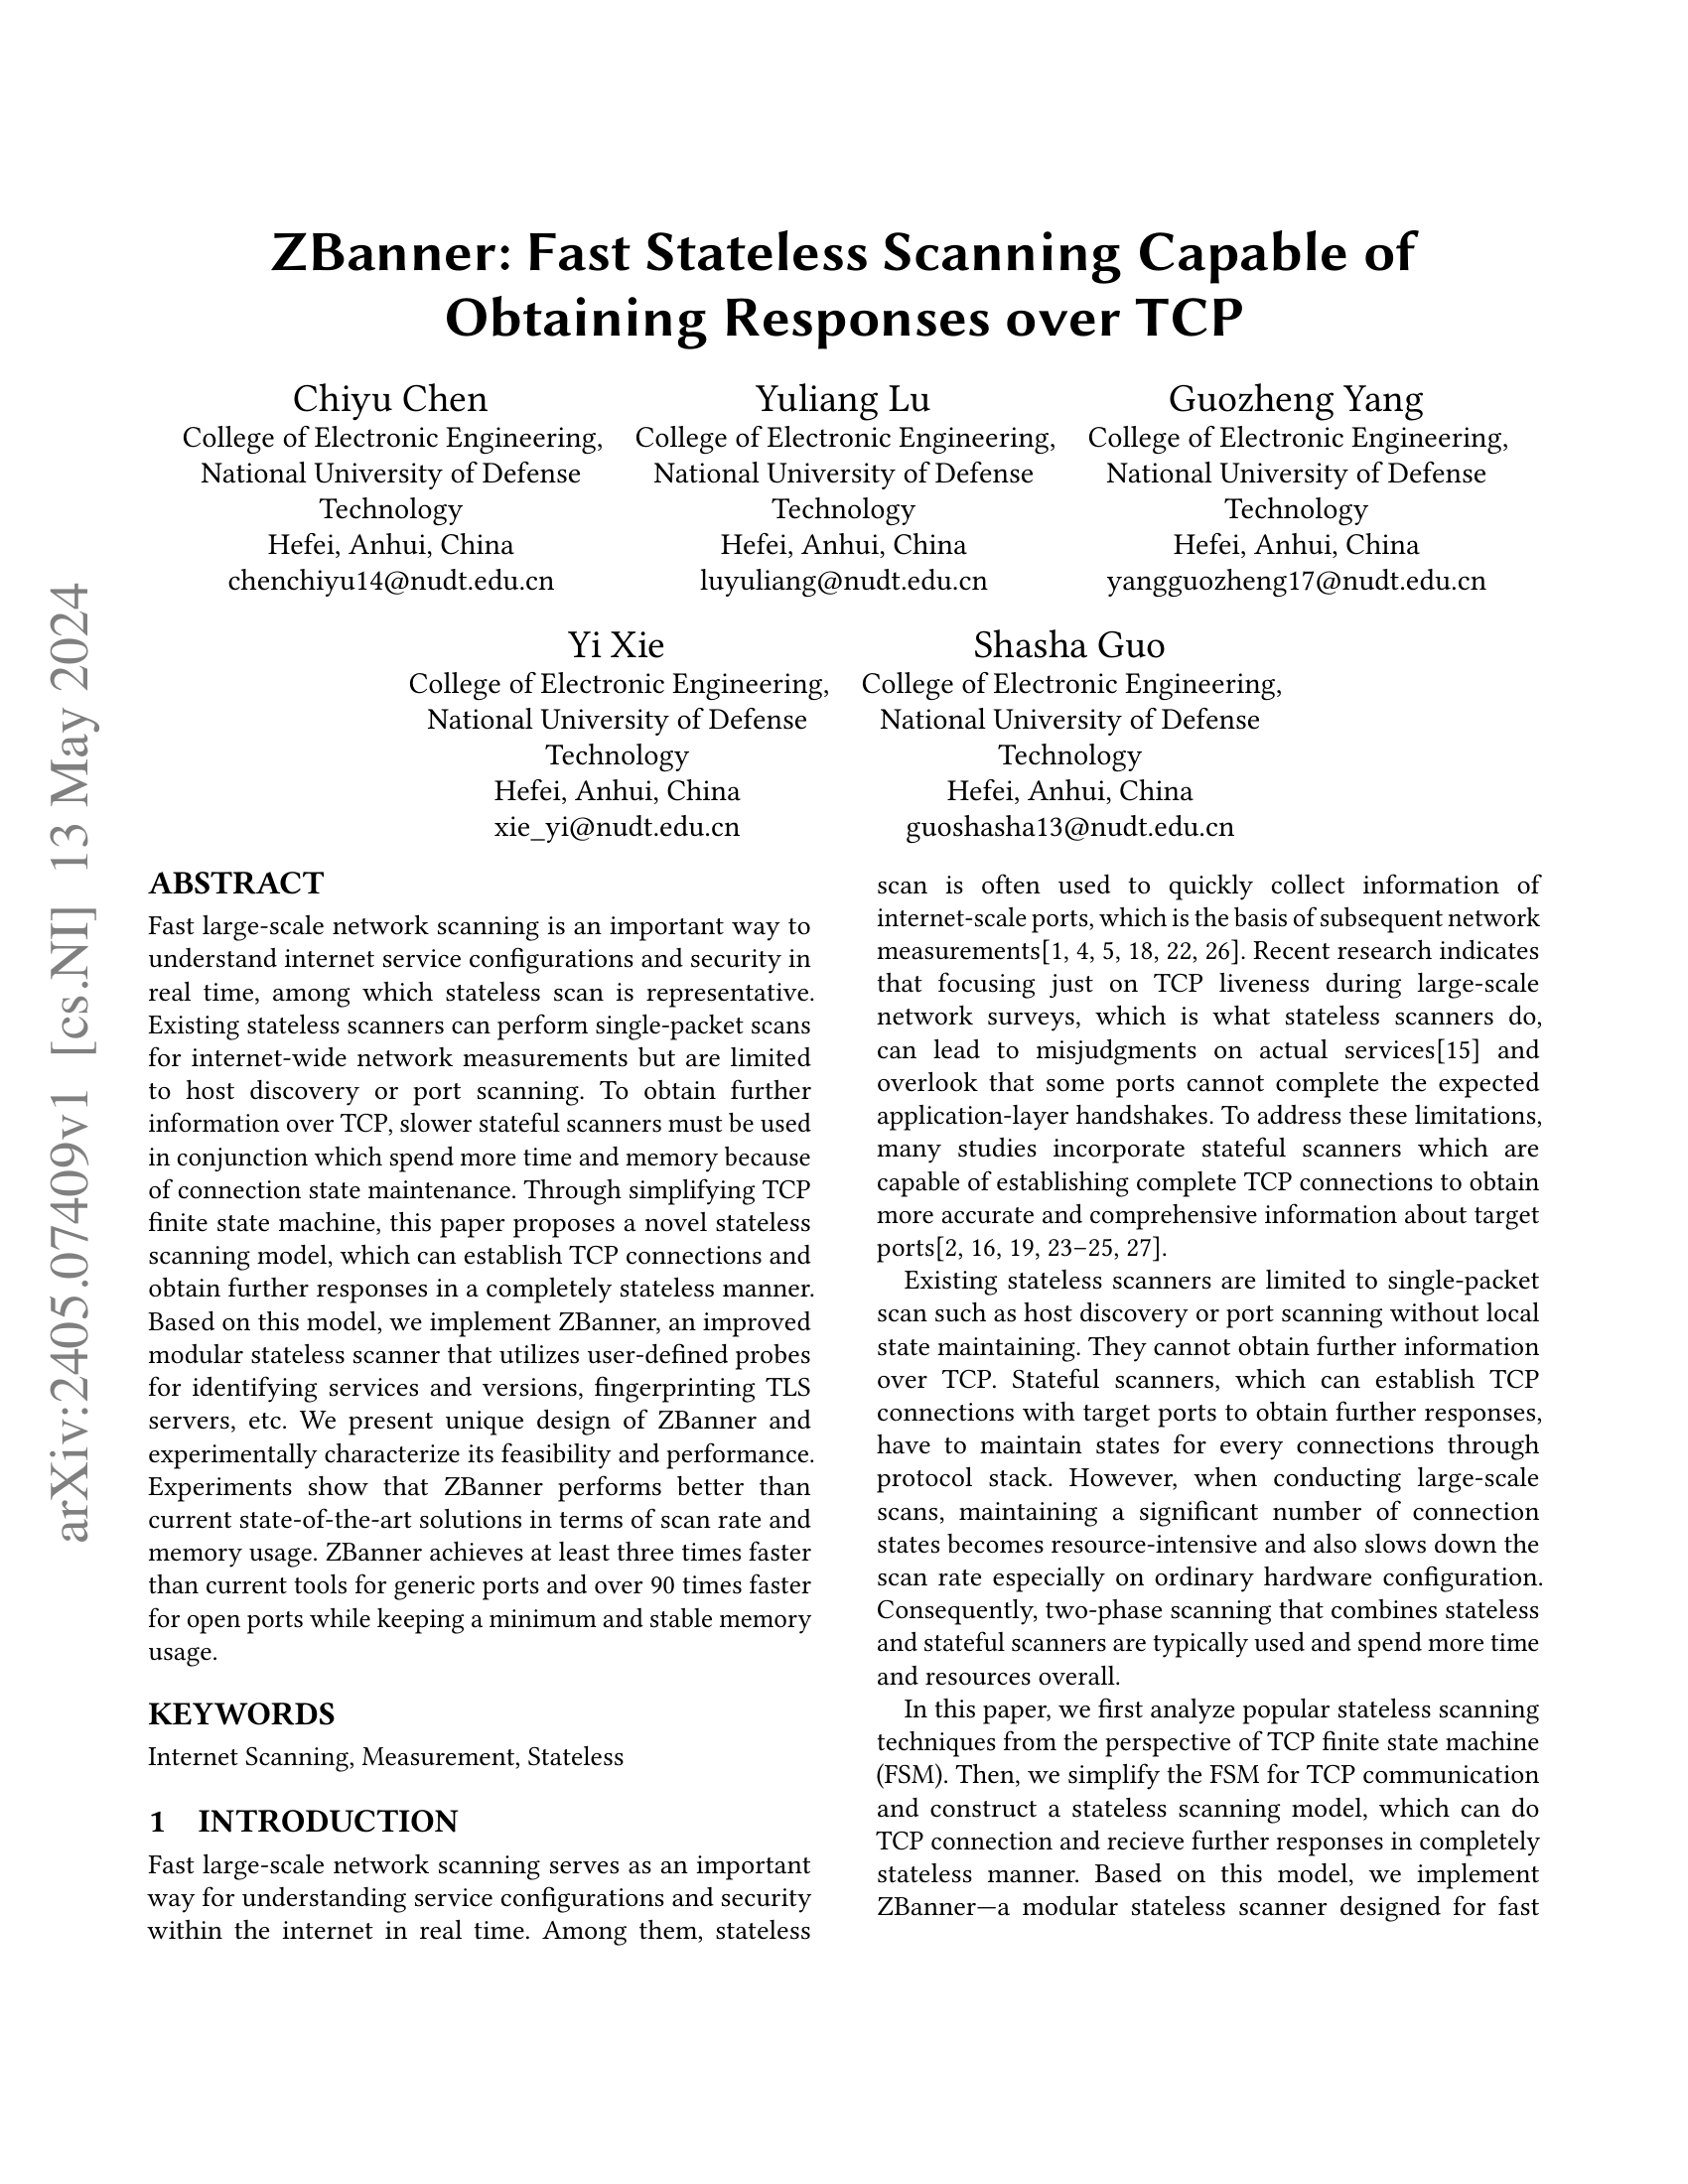 ZBanner: Fast Stateless Scanning Capable of
Obtaining Responses over TCP
Chiyu Chen
College of Electronic Engineering,
National University of Defense
Technology
Hefei, Anhui, China
chenchiyu14@nudt.edu.cn
Yuliang Lu
College of Electronic Engineering,
National University of Defense
Technology
Hefei, Anhui, China
luyuliang@nudt.edu.cn
Guozheng Yang
College of Electronic Engineering,
National University of Defense
Technology
Hefei, Anhui, China
yangguozheng17@nudt.edu.cn
Yi Xie
College of Electronic Engineering,
National University of Defense
Technology
Hefei, Anhui, China
xie_yi@nudt.edu.cn
Shasha Guo
College of Electronic Engineering,
National University of Defense
Technology
Hefei, Anhui, China
guoshasha13@nudt.edu.cn
arXiv:2405.07409v1 [cs.NI] 13 May 2024
ABSTRACT
Fast large-scale network scanning is an important way to
understand internet service configurations and security in
real time, among which stateless scan is representative.
Existing stateless scanners can perform single-packet scans
for internet-wide network measurements but are limited
to host discovery or port scanning. To obtain further
information over TCP, slower stateful scanners must be used
in conjunction which spend more time and memory because
of connection state maintenance. Through simplifying TCP
finite state machine, this paper proposes a novel stateless
scanning model, which can establish TCP connections and
obtain further responses in a completely stateless manner.
Based on this model, we implement ZBanner, an improved
modular stateless scanner that utilizes user-defined probes
for identifying services and versions, fingerprinting TLS
servers, etc. We present unique design of ZBanner and
experimentally characterize its feasibility and performance.
Experiments show that ZBanner performs better than
current state-of-the-art solutions in terms of scan rate and
memory usage. ZBanner achieves at least three times faster
than current tools for generic ports and over 90 times faster
for open ports while keeping a minimum and stable memory
usage.
KEYWORDS
Internet Scanning, Measurement, Stateless
1 INTRODUCTION
Fast large-scale network scanning serves as an important
way for understanding service configurations and security
within the internet in real time. Among them, stateless
scan is often used to quickly collect information of
internet-scale ports, which is the basis of subsequent network
measurements[1, 4, 5, 18, 22, 26]. Recent research indicates
that focusing just on TCP liveness during large-scale
network surveys, which is what stateless scanners do,
can lead to misjudgments on actual services[15] and
overlook that some ports cannot complete the expected
application-layer handshakes. To address these limitations,
many studies incorporate stateful scanners which are
capable of establishing complete TCP connections to obtain
more accurate and comprehensive information about target
ports[2, 16, 19, 23–25, 27].
Existing stateless scanners are limited to single-packet
scan such as host discovery or port scanning without local
state maintaining. They cannot obtain further information
over TCP. Stateful scanners, which can establish TCP
connections with target ports to obtain further responses,
have to maintain states for every connections through
protocol stack. However, when conducting large-scale
scans, maintaining a significant number of connection
states becomes resource-intensive and also slows down the
scan rate especially on ordinary hardware configuration.
Consequently, two-phase scanning that combines stateless
and stateful scanners are typically used and spend more time
and resources overall.
In this paper, we first analyze popular stateless scanning
techniques from the perspective of TCP finite state machine
(FSM). Then, we simplify the FSM for TCP communication
and construct a stateless scanning model, which can do
TCP connection and recieve further responses in completely
stateless manner. Based on this model, we implement
ZBanner—a modular stateless scanner designed for fast